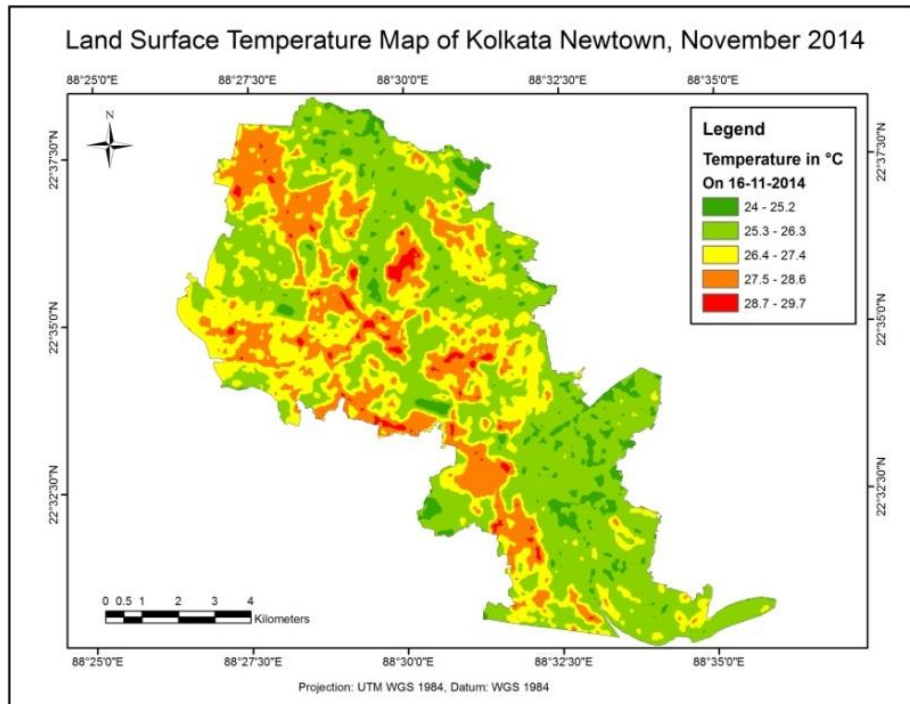 Land Surface Temperature Map of Kolkata Newtown, November 2014
88°25'0"E 88°27'30"E 88°30'0"E 88°32'30"E 88°35'0"E
N
Legend
Temperature in °C
On 16-11-2014
24 - 25.2
25.3 - 26.3
26.4 - 27.4
27.5 - 28.6
28.7 - 29.7
22°37'30"N 22°37'30"N
22°35'0"N 22°35'0"N
22°32'30"N 22°32'30"N
0 0.5 1 2 3 4
Kilometers
88°25'0"E 88°27'30"E 88°30'0"E 88°32'30"E 88°35'0"E
Projection: UTM WGS 1984, Datum: WGS 1984